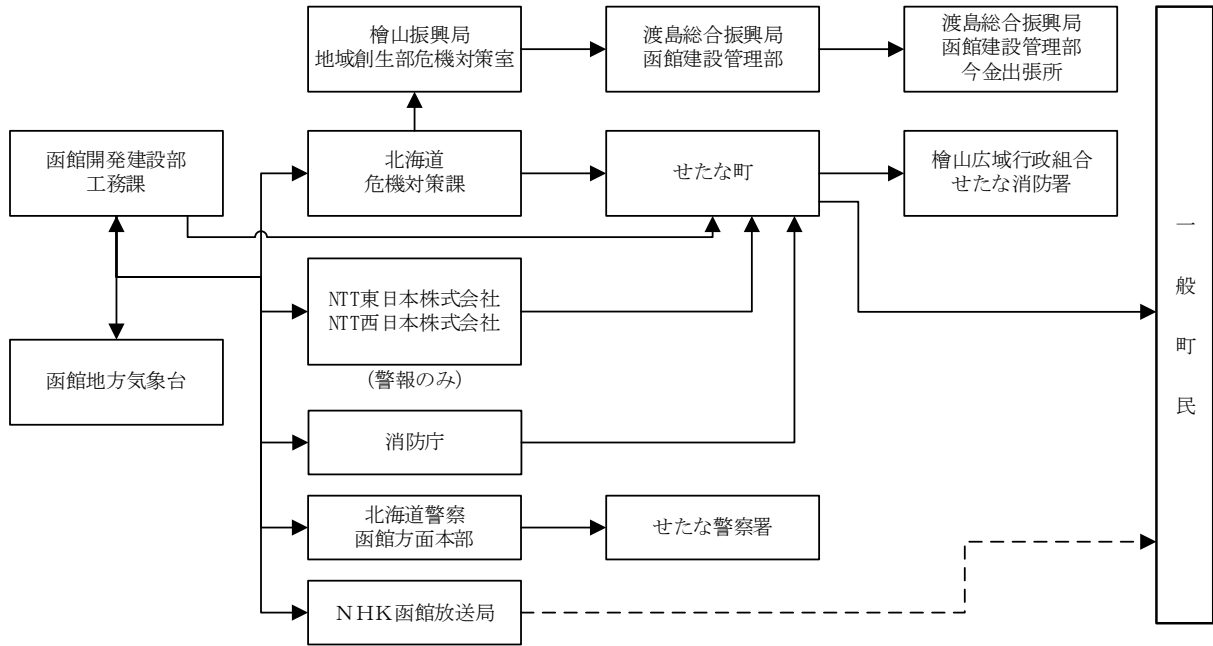 檜山振興局
地域創生部危機対策室
渡島総合振興局
函館建設管理部
渡島総合振興局
函館建設管理部
今金出張所
函館開発建設部
工務課
北海道
危機対策課
せたな町
檜山広域行政組合
せたな消防署
一般町民
NTT東日本株式会社
NTT西日本株式会社
(警報のみ)
函館地方気象台
消防庁
北海道警察
函館方面本部
せたな警察署
ＮＨＫ函館放送局